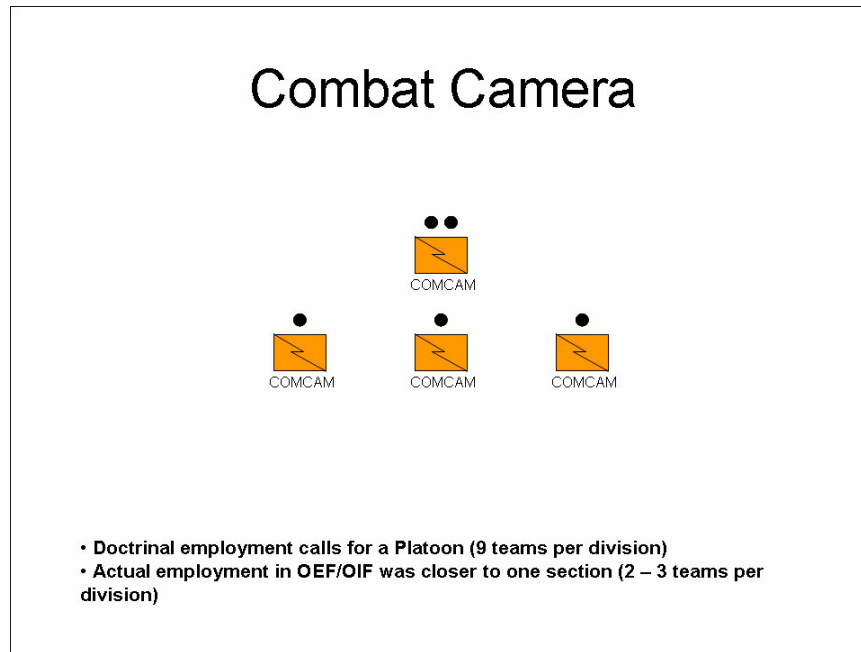 Combat Camera
COMCAM
COMCAM COMCAM COMCAM
• Doctrinal employment calls for a Platoon (9 teams per division)
• Actual employment in OEF/OIF was closer to one section (2 – 3 teams per
division)